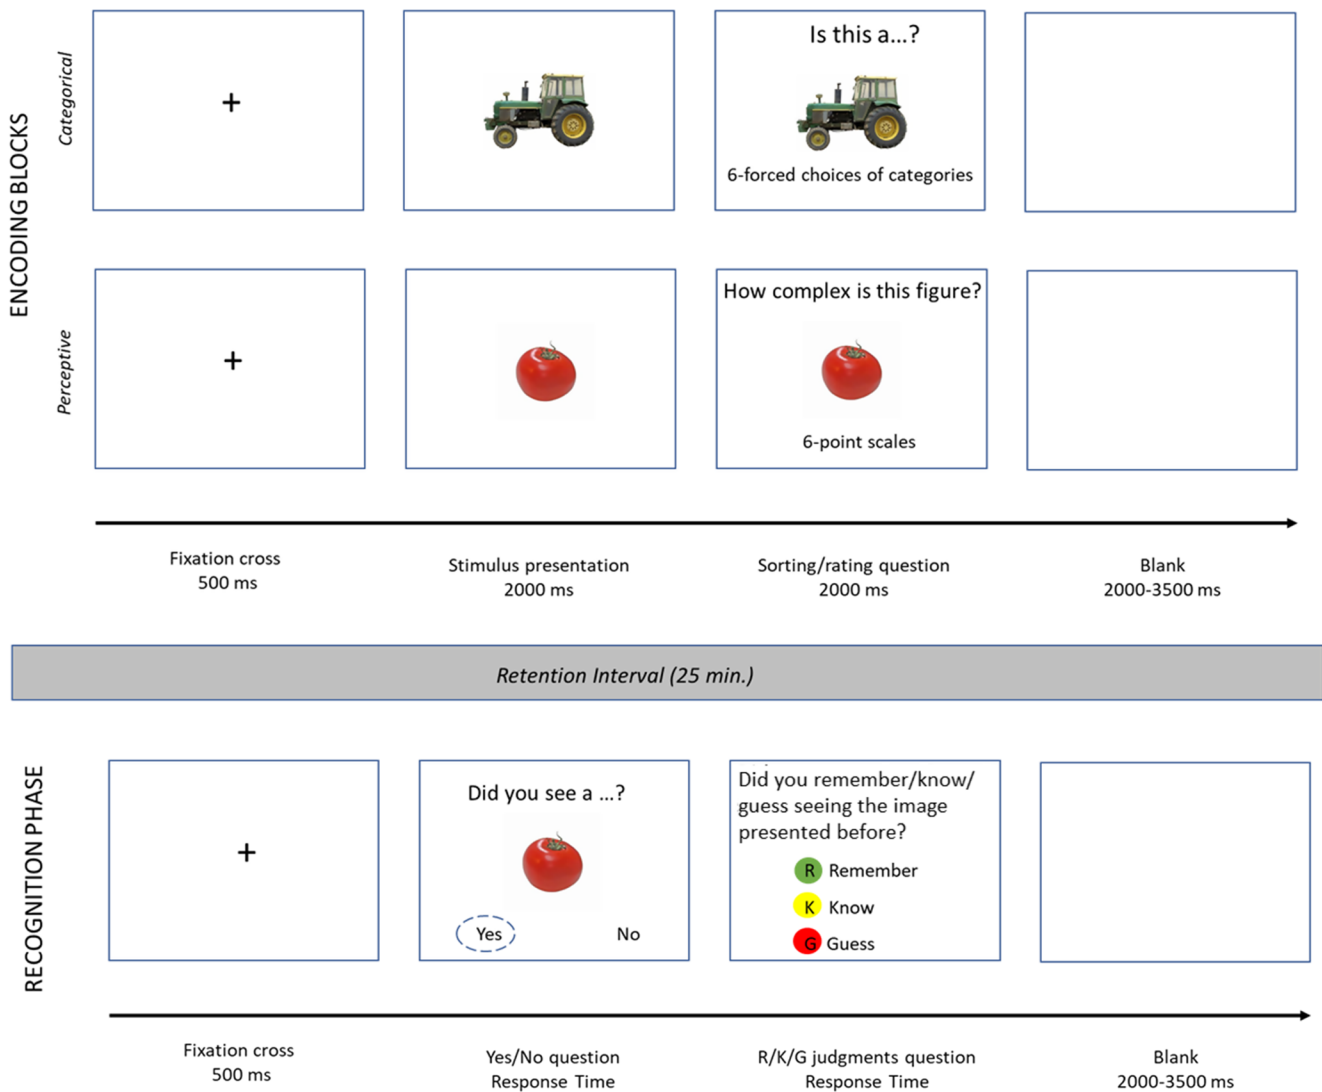 ENCODING BLOCKS
Categorical
+
Is this a...?
6-forced choices of categories
Perceptive
+
How complex is this figure?
6-point scales
Fixation cross
500 ms
Stimulus presentation
2000 ms
Sorting/rating question
2000 ms
Blank
2000-3500 ms
Retention Interval (25 min.)
RECOGNITION PHASE
+
Did you see a ...?
Yes No
Did you remember/know/
guess seeing the image
presented before?
R Remember
K Know
G Guess
Fixation cross
500 ms
Yes/No question
Response Time
R/K/G judgments question
Response Time
Blank
2000-3500 ms